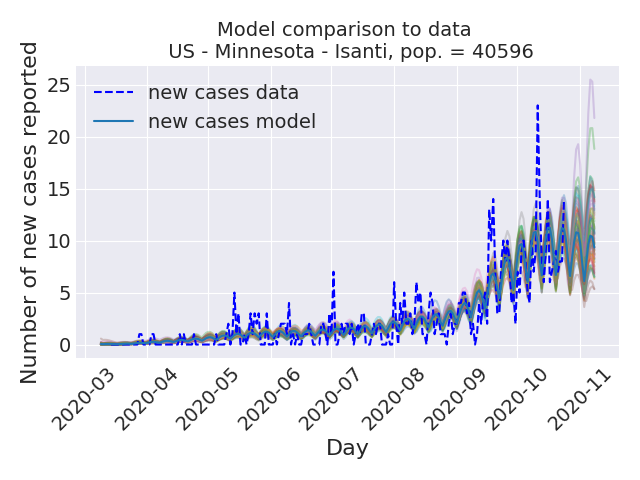 Model comparison to data
US - Minnesota - Isanti, pop. = 40596
Number of new cases reported
25
20
15
10
5
0
new cases data
new cases model
2020-03
2020-04
2020-05
2020-06
2020-07
2020-08
2020-09
2020-10
2020-11
Day